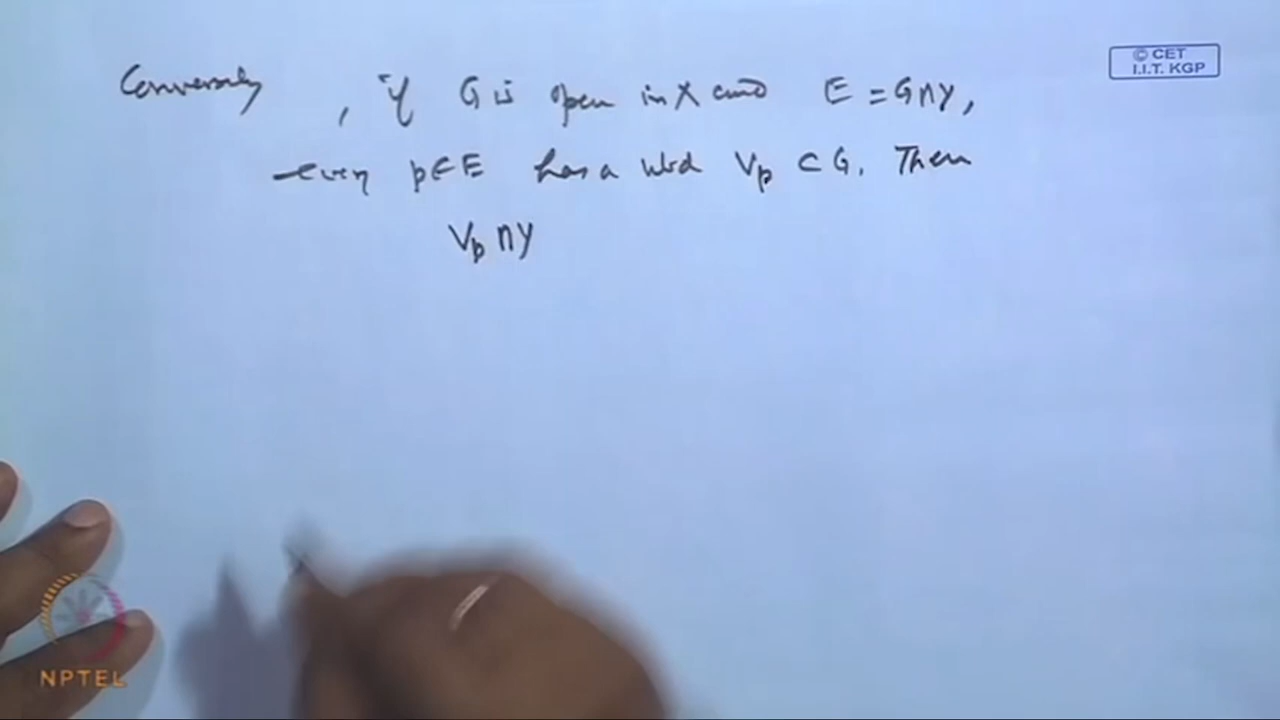 © CET
I.I.T. KGP
Conversely, if G is open in X and E = G∩Y,
every p∈E has a nbd Vp ⊂ G. Then
Vp ∩Y
NPTEL